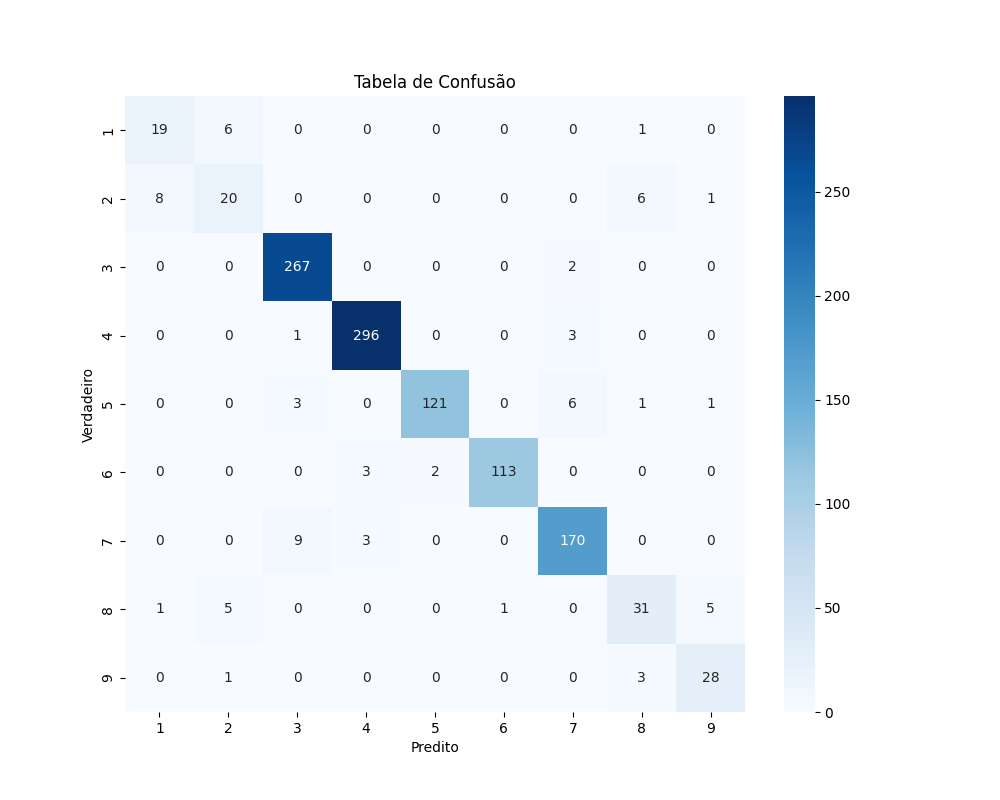 Tabela de Confusão
1 19 6 0 0 0 0 0 1 0
2 8 20 0 0 0 0 0 6 1
3 0 0 267 0 0 0 2 0 0
4 0 0 1 296 0 0 3 0 0
5 0 0 3 0 121 0 6 1 1
6 0 0 0 3 2 113 0 0 0
7 0 0 9 3 0 0 170 0 0
8 1 5 0 0 0 1 0 31 5
9 0 1 0 0 0 0 0 3 28
1 2 3 4 5 6 7 8 9
Predito
Verdadeiro
250
200
150
100
50
0